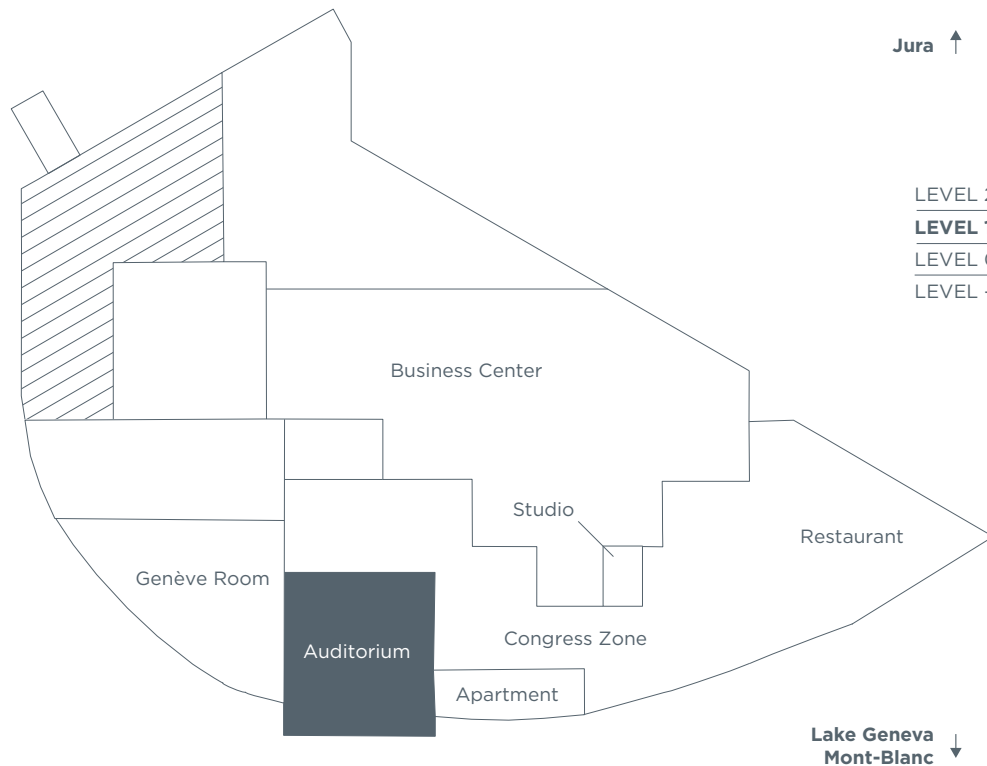 Jura
LEVEL
LEVEL
LEVEL
LEVEL
Business Center
Studio
Restaurant
Genève Room
Congress Zone
Auditorium
Apartment
Lake Geneva
Mont-Blanc